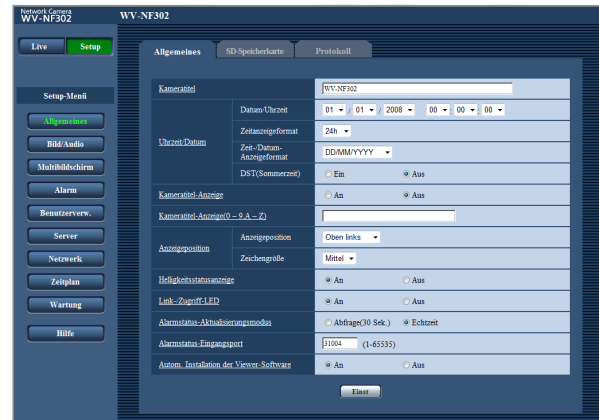 Network Camera
WV-NF302
WV-NF302
Live Setup
Allgemeines SD-Speicherkarte Protokoll
Setup-Menü
Allgemeines
Bild/Audio
Multibildschirm
Alarm
Benutzerverw.
Server
Netzwerk
Zeitplan
Wartung
Hilfe
Kameratitel WV-NF302
Uhrzeit/Datum
Datum/Uhrzeit 01 / 01 / 2008 00 : 00 : 00
Zeitanzeigeformat 24h
Zeit-/Datum-
Anzeigeformat DD/MM/YYYY
DST(Sommerzeit) Ein Aus
Kameratitel-Anzeige An Aus
Kameratitel-Anzeige(0 – 9,A – Z)
Anzeigeposition
Anzeigeposition Oben links
Zeichengröße Mittel
Helligkeitsstatusanzeige An Aus
Link-/Zugriff-LED An Aus
Alarmstatus-Aktualisierungsmodus Abfrage(30 Sek.) Echtzeit
Alarmstatus-Eingangsport 31004 (1-65535)
Autom. Installation der Viewer-Software An Aus
Einst